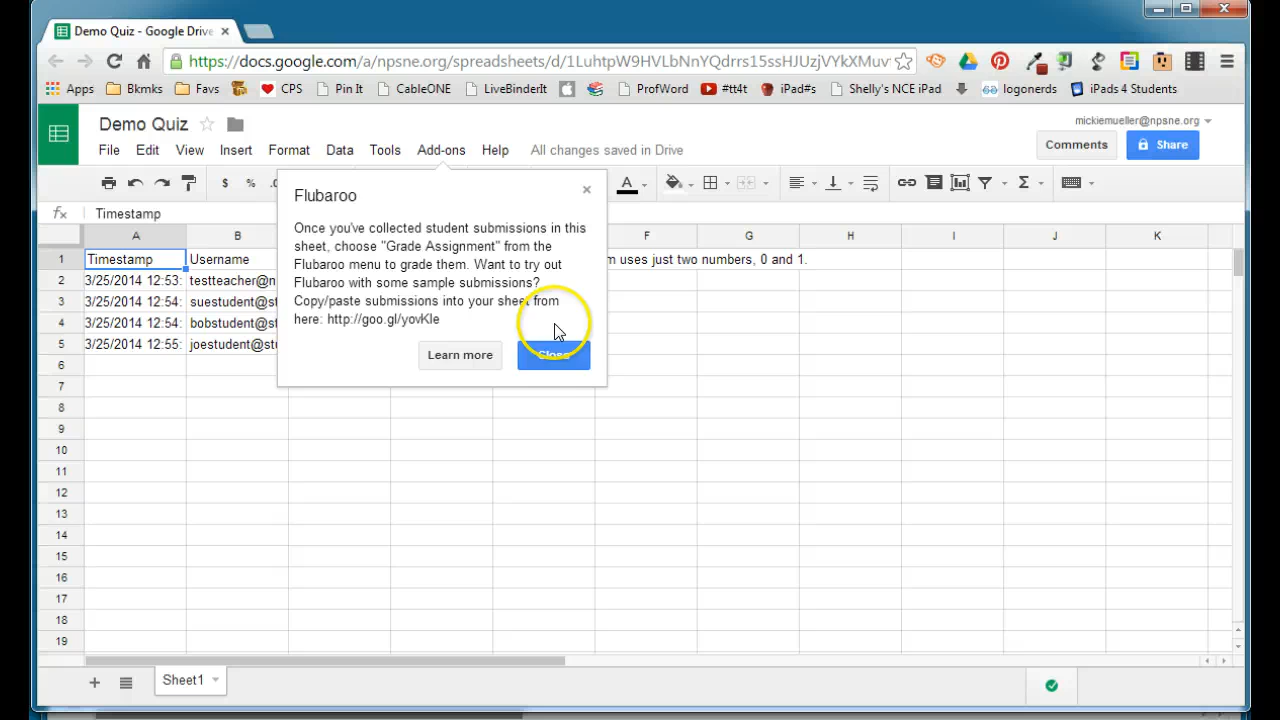 Demo Quiz - Google Drive
https://docs.google.com/a/npsne.org/spreadsheets/d/1LuhtpW9HVLbNnYQdrrs15ssHJUzjVYkXMuv
Apps Bkmks Favs CPS Pin It CableONE LiveBinderIt ProfWord #tt4t iPad#s Shelly's NCE iPad logonerds iPads 4 Students
Demo Quiz
mickiemueller@npsne.org
File Edit View Insert Format Data Tools Add-ons Help All changes saved in Drive
Comments Share
$ % .0 A Σ
fx Timestamp
A B F G H I J K
1 Timestamp Username m uses just two numbers, 0 and 1.
2 3/25/2014 12:53: testteacher@n
3 3/25/2014 12:54: suestudent@st
4 3/25/2014 12:54: bobstudent@st
5 3/25/2014 12:55: joestudent@stu
6
7
8
9
10
11
12
13
14
15
16
17
18
19
Flubaroo
Once you've collected student submissions in this
sheet, choose "Grade Assignment" from the
Flubaroo menu to grade them. Want to try out
Flubaroo with some sample submissions?
Copy/paste submissions into your sheet from
here: http://goo.gl/yovKle
Learn more Close
Sheet1